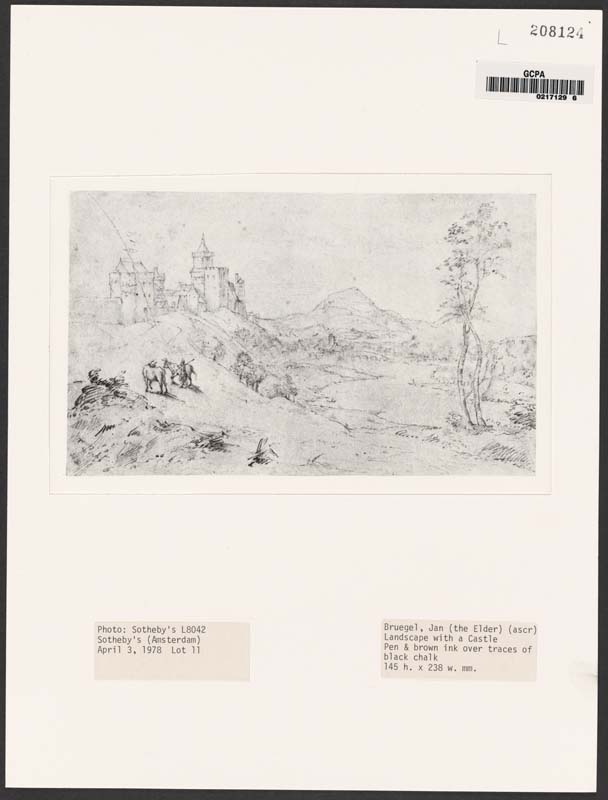 L 208124
GCPA
0217129 6
Photo: Sotheby's L8042
Sotheby's (Amsterdam)
April 3, 1978 Lot 11
Bruegel, Jan (the Elder) (ascr)
Landscape with a Castle
Pen & brown ink over traces of
black chalk
145 h. x 238 w. mm.